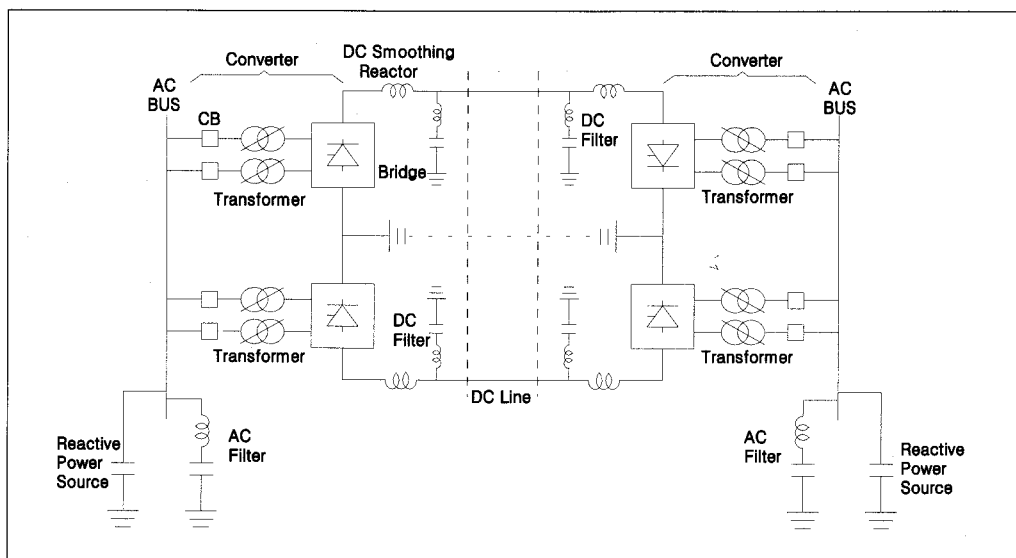 DC Smoothing
Reactor
Converter
Converter
AC
BUS
AC
BUS
CB
DC
Filter
Bridge
Transformer
Transformer
DC
Filter
Transformer
Transformer
DC Line
Reactive
Power
Source
AC
Filter
AC
Filter
Reactive
Power
Source